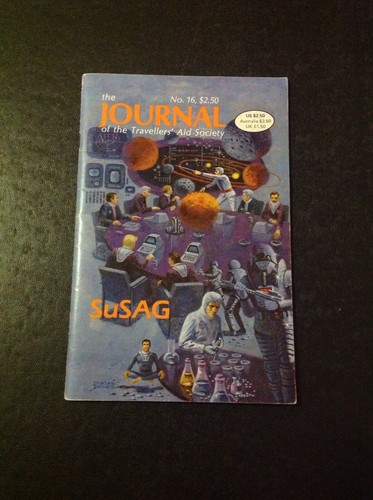 the
No. 16, $2.50
JOURNAL
of the Travellers' Aid Society
US $2.50
Australia $3.50
UK £1.50
SuSAG